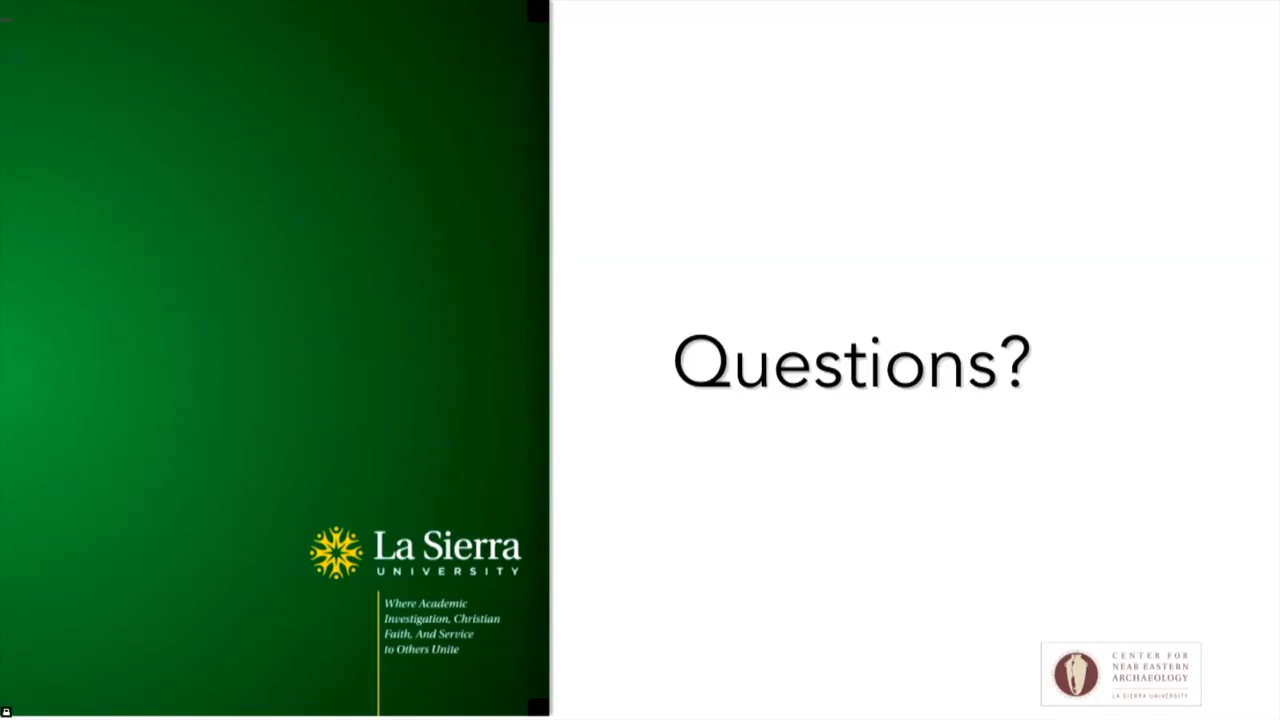 La Sierra
UNIVERSITY
Where Academic
Investigation, Christian
Faith, And Service
to Others Unite
Questions?
CENTER FOR
NEAR EASTERN
ARCHAEOLOGY
LA SIERRA UNIVERSITY